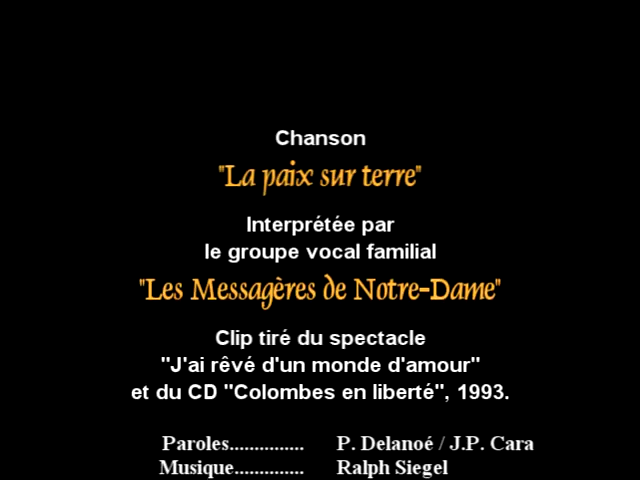 Chanson
"La paix sur terre"
Interprétée par
le groupe vocal familial
"Les Messagères de Notre-Dame"
Clip tiré du spectacle
"J'ai rêvé d'un monde d'amour"
et du CD "Colombes en liberté", 1993.
Paroles............... P. Delanoé / J.P. Cara
Musique.............. Ralph Siegel